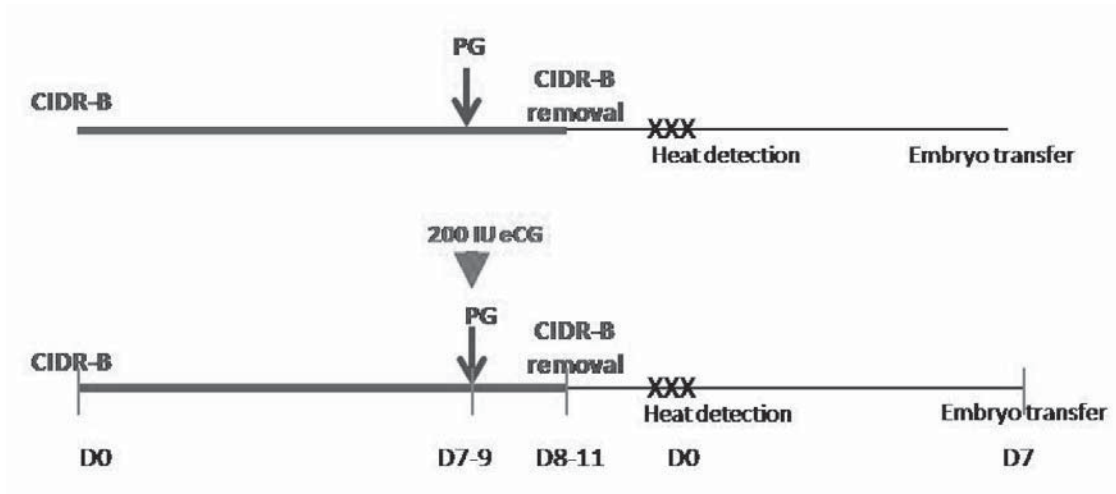 PG
CIDR-B
CIDR-B
removal
XXX
Heat detection
Embryo transfer
200 IU eCG
PG
CIDR-B
CIDR-B
removal
XXX
Heat detection
Embryo transfer
D0
D7-9
D8-11
D0
D7